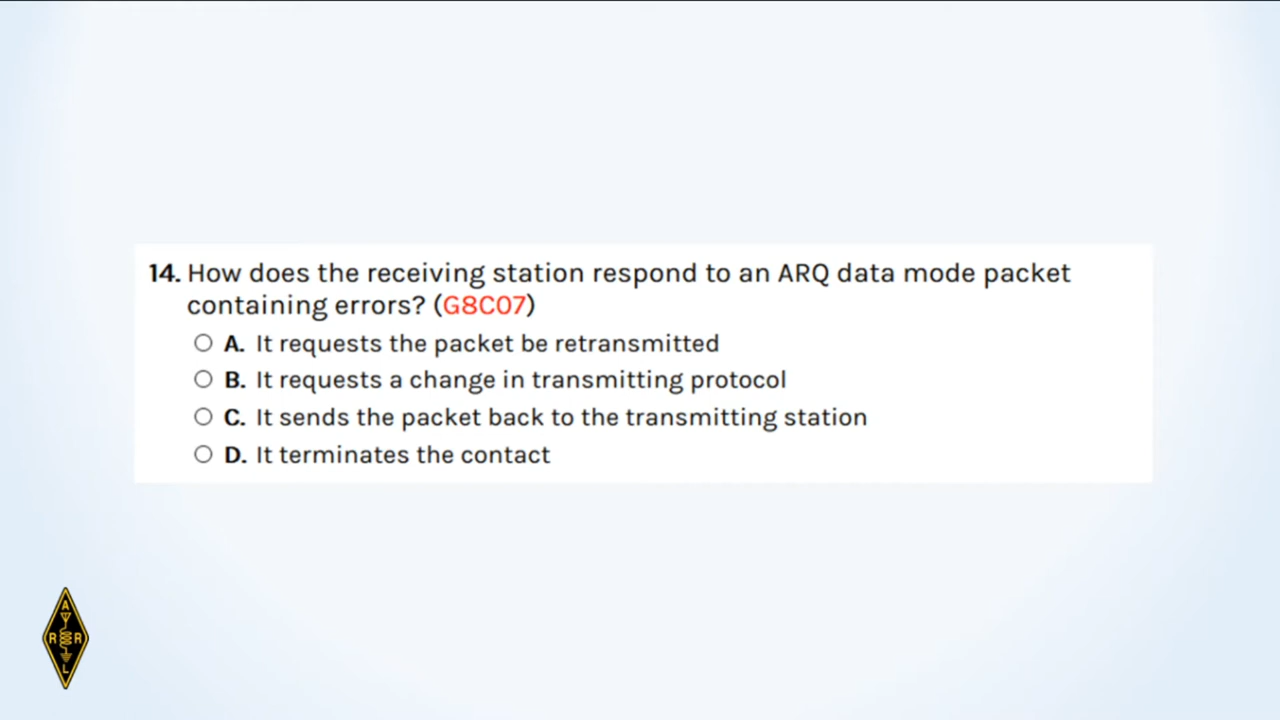 14. How does the receiving station respond to an ARQ data mode packet
containing errors? (G8C07)
A. It requests the packet be retransmitted
B. It requests a change in transmitting protocol
C. It sends the packet back to the transmitting station
D. It terminates the contact
A
R R
L